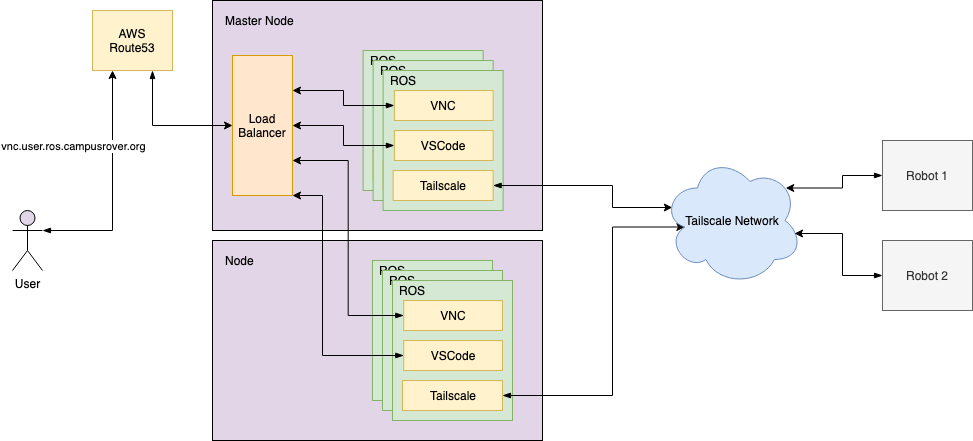 AWS
Route53
vnc.user.ros.campusrover.org
User
Master Node
Load
Balancer
ROS
ROS
ROS
VNC
VSCode
Tailscale
Node
ROS
ROS
ROS
VNC
VSCode
Tailscale
Tailscale Network
Robot 1
Robot 2